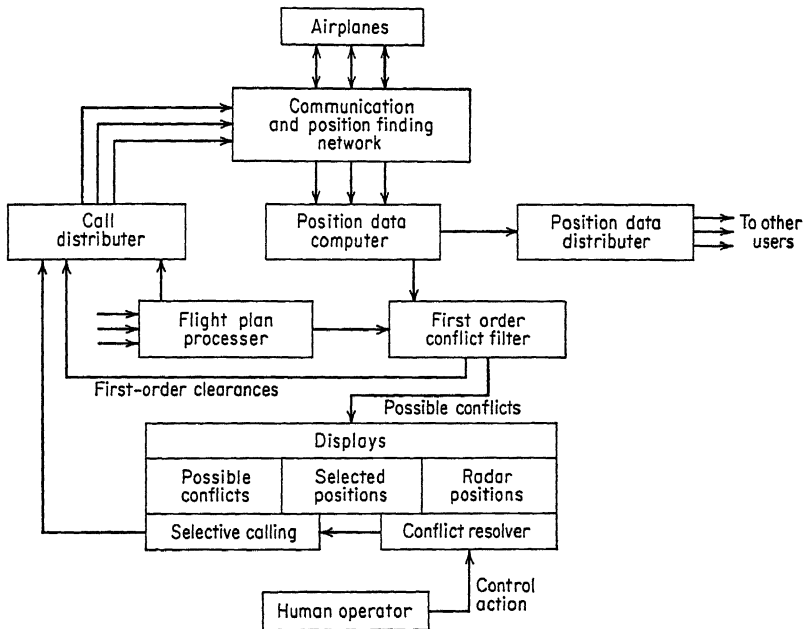 Airplanes
Communication
and position finding
network
Call
distributer
Position data
computer
Position data
distributer
To other
users
Flight plan
processer
First order
conflict filter
First-order clearances
Possible conflicts
Displays
Possible
conflicts
Selected
positions
Radar
positions
Selective calling
Conflict resolver
Control
action
Human operator